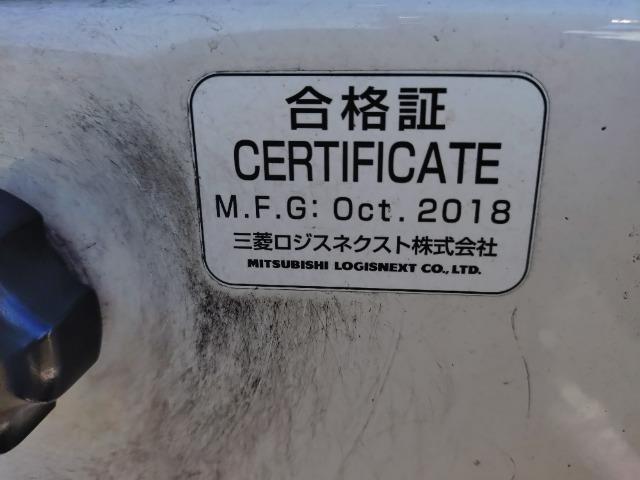 合格証
CERTIFICATE
M.F.G: Oct. 2018
三菱ロジスネクスト株式会社
MITSUBISHI LOGISNEXT CO., LTD.